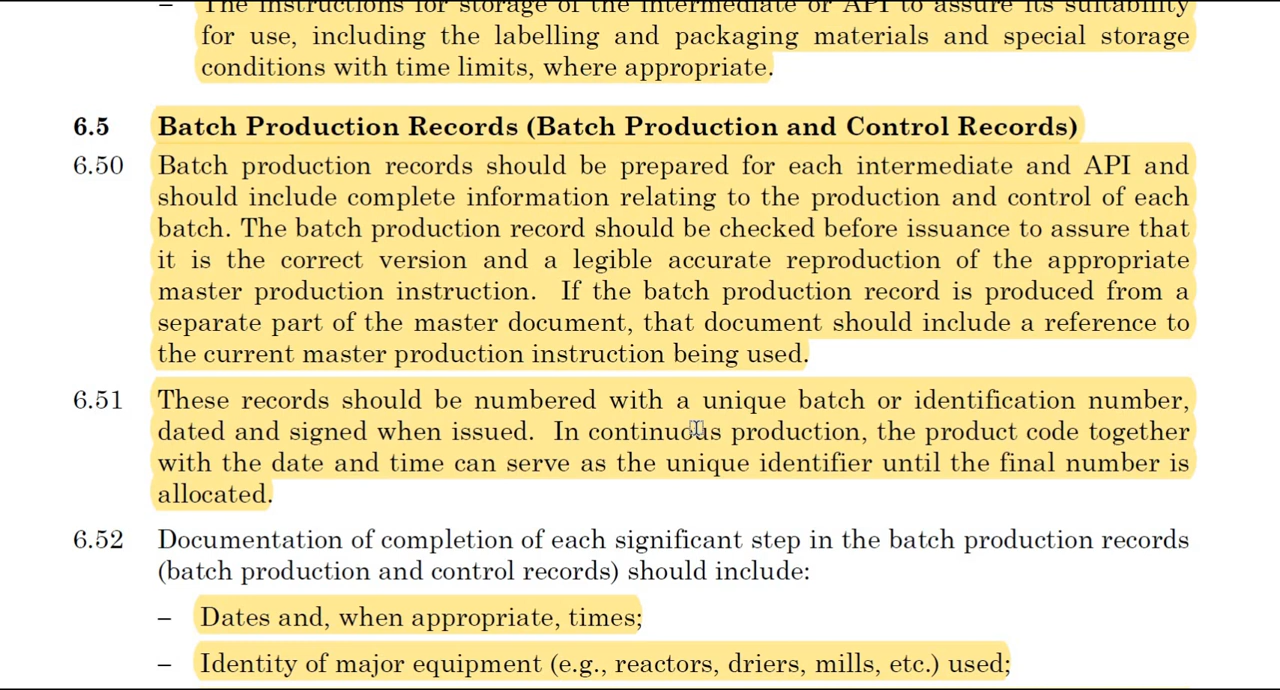 – The instructions for storage of the intermediate or API to assure its suitability
for use, including the labelling and packaging materials and special storage
conditions with time limits, where appropriate.
6.5 Batch Production Records (Batch Production and Control Records)
6.50 Batch production records should be prepared for each intermediate and API and
should include complete information relating to the production and control of each
batch. The batch production record should be checked before issuance to assure that
it is the correct version and a legible accurate reproduction of the appropriate
master production instruction. If the batch production record is produced from a
separate part of the master document, that document should include a reference to
the current master production instruction being used.
6.51 These records should be numbered with a unique batch or identification number,
dated and signed when issued. In continuous production, the product code together
with the date and time can serve as the unique identifier until the final number is
allocated.
6.52 Documentation of completion of each significant step in the batch production records
(batch production and control records) should include:
– Dates and, when appropriate, times;
– Identity of major equipment (e.g., reactors, driers, mills, etc.) used;